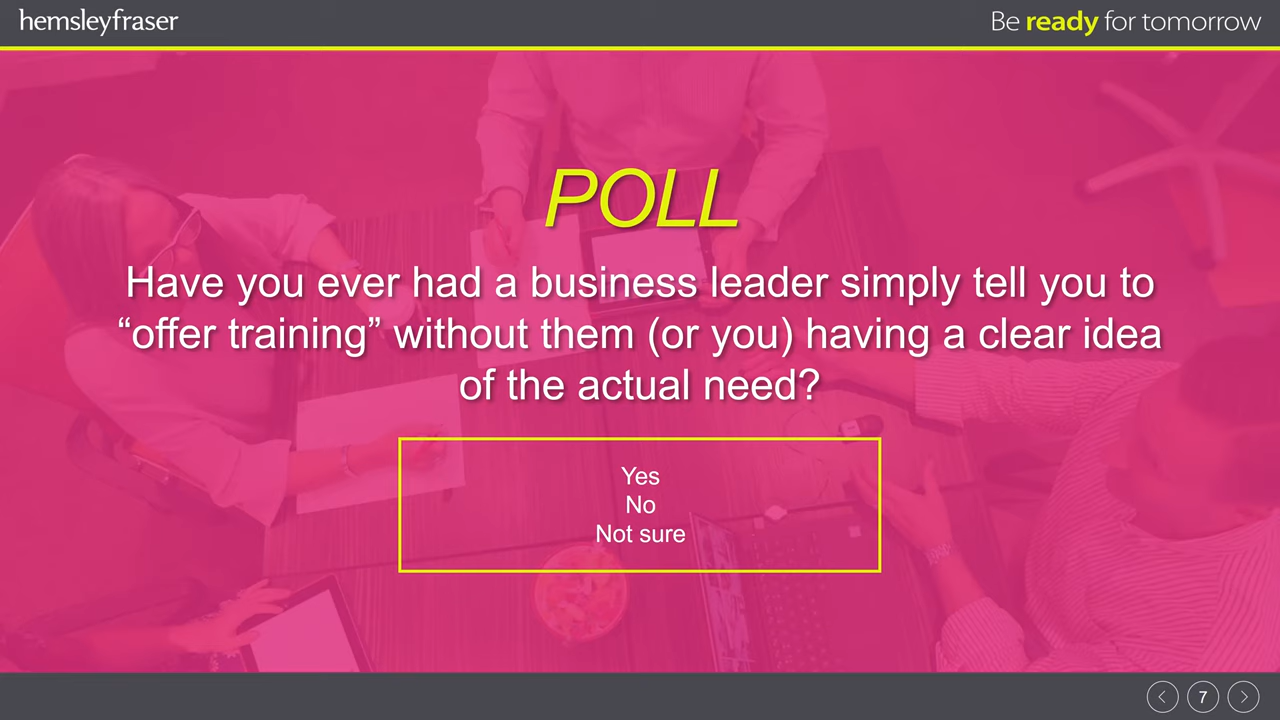 hemsleyfraser
Be ready for tomorrow
POLL
Have you ever had a business leader simply tell you to
“offer training” without them (or you) having a clear idea
of the actual need?
Yes
No
Not sure
7